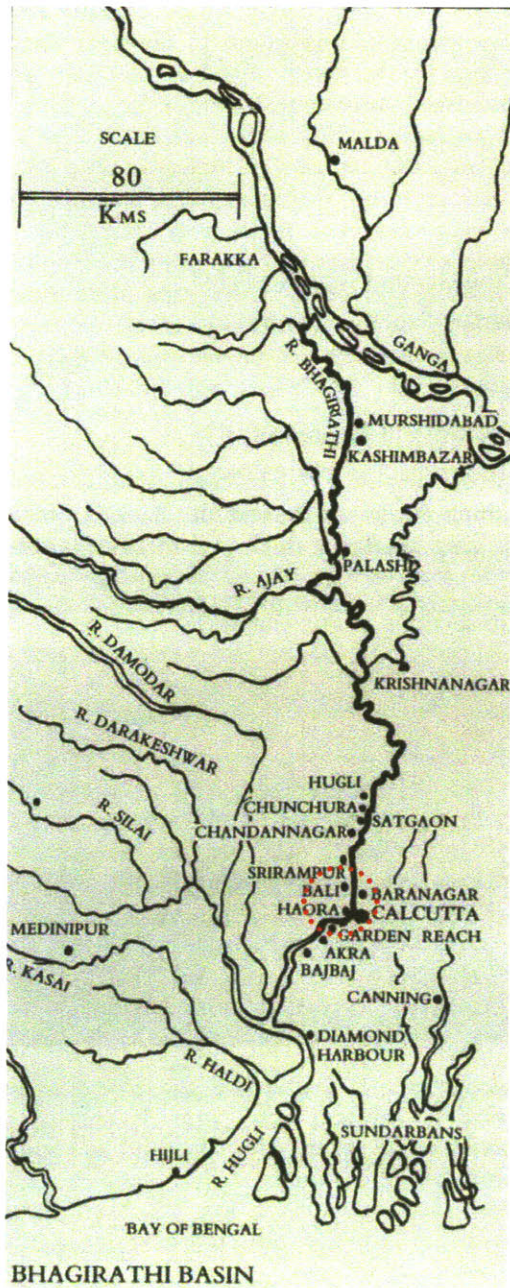 SCALE
80
KMS
MALDA
FARAKKA
GANGA
R. BHAGIRATHI
MURSHIDABAD
KASHIMBAZAR
PALASHI
R. AJAY
R. DAMODAR
KRISHNANAGAR
R. DARAKESHWAR
HUGLI
CHUNCHURA
R. SILAI
SATGAON
CHANDANNAGAR
SRIRAMPUR
BALI
BARANAGAR
HAORA
CALCUTTA
MEDINIPUR
GARDEN REACH
AKRA
R. KASAI
BAJBAJ
CANNING
DIAMOND
HARBOUR
R. HALDI
SUNDARBANS
HIJLI
R. HUGLI
BAY OF BENGAL
BHAGIRATHI BASIN